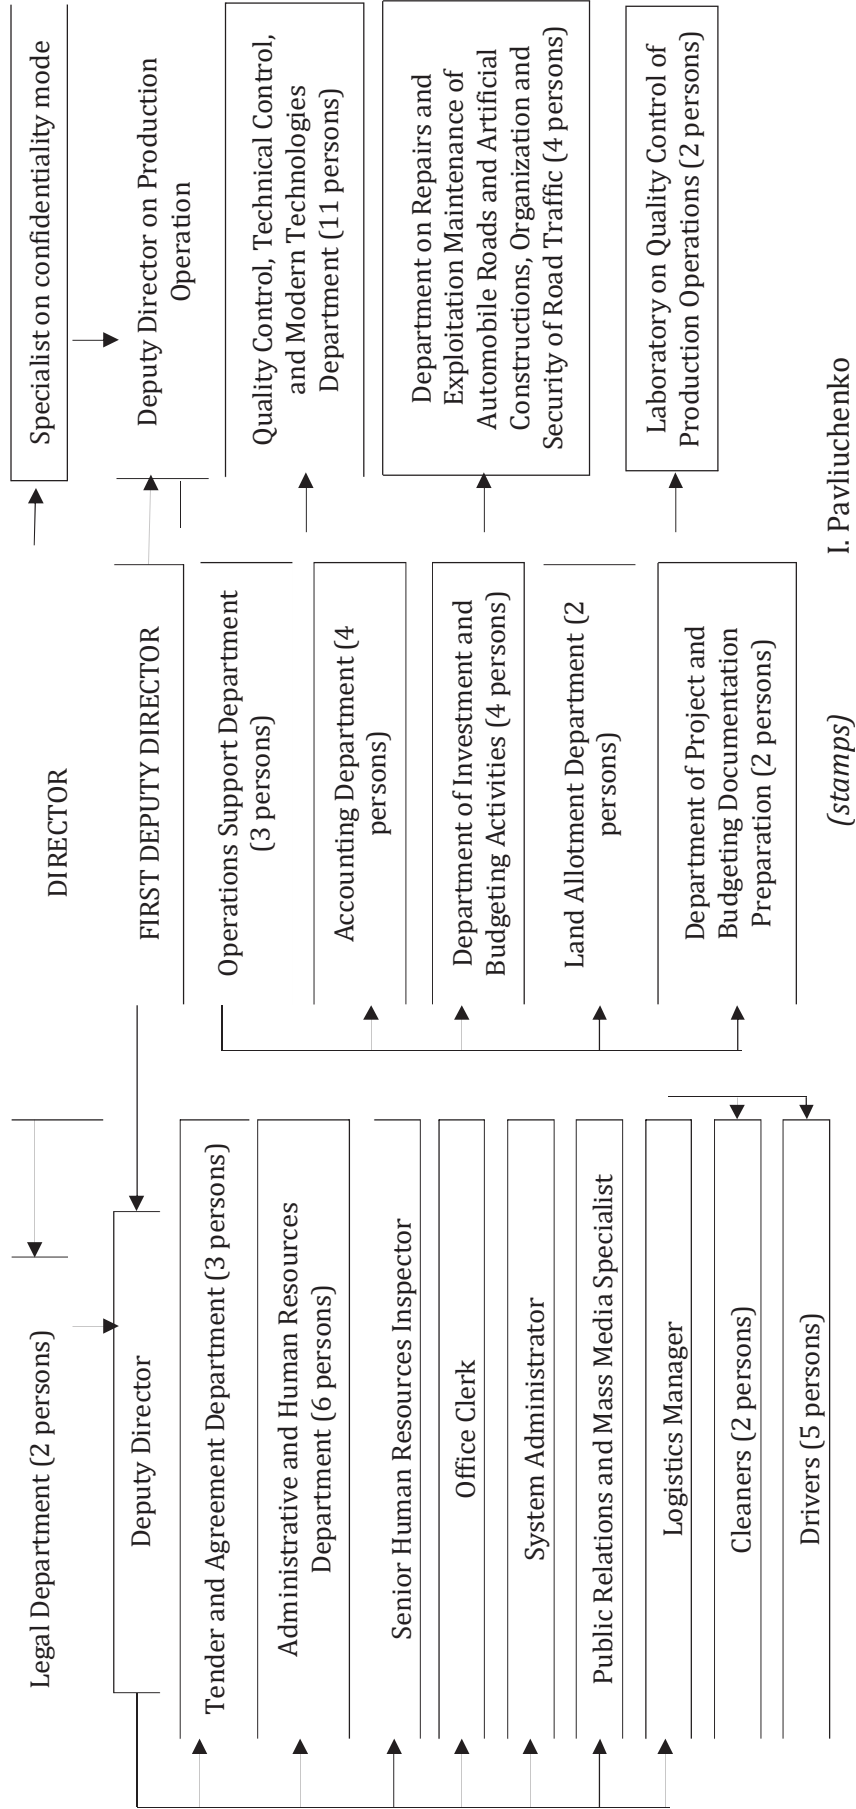 Legal Department (2 persons)
DIRECTOR
Specialist on confidentiality mode
Deputy Director
FIRST DEPUTY DIRECTOR
Deputy Director on Production
Operation
Tender and Agreement Department (3 persons)
Administrative and Human Resources
Department (6 persons)
Senior Human Resources Inspector
Office Clerk
System Administrator
Public Relations and Mass Media Specialist
Logistics Manager
Cleaners (2 persons)
Drivers (5 persons)
Operations Support Department
(3 persons)
Accounting Department (4
persons)
Department of Investment and
Budgeting Activities (4 persons)
Land Allotment Department (2
persons)
Department of Project and
Budgeting Documentation
Preparation (2 persons)
Quality Control, Technical Control,
and Modern Technologies
Department (11 persons)
Department on Repairs and
Exploitation Maintenance of
Automobile Roads and Artificial
Constructions, Organization and
Security of Road Traffic (4 persons)
Laboratory on Quality Control of
Production Operations (2 persons)
(stamps)
I. Pavliuchenko